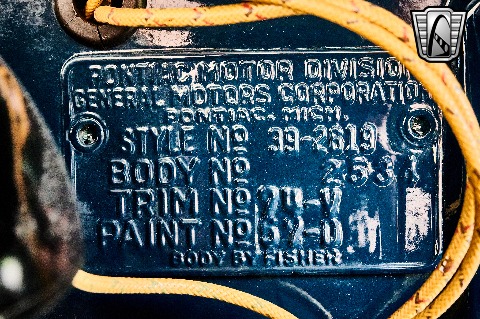 PONTIAC MOTOR DIVISION
GENERAL MOTORS CORPORATION
PONTIAC, MICH.
STYLE Nº 39-2819
BODY Nº
TRIM Nº
PAINT Nº
BODY BY FISHER